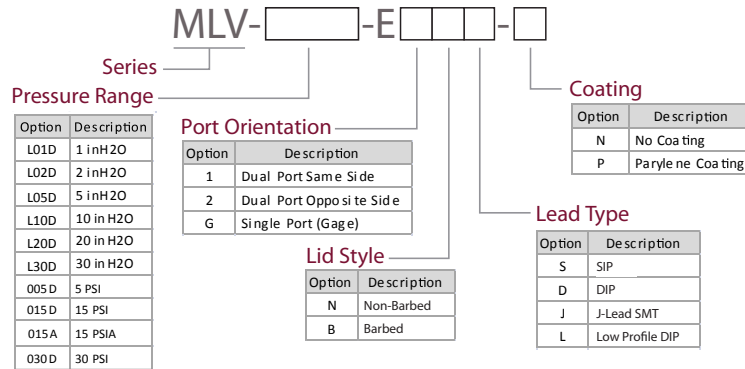 MLV- -E -
Series
Pressure Range
Option Description
L01D 1 inH2O
L02D 2 inH2O
L05D 5 inH2O
L10D 10 in H2O
L20D 20 in H2O
L30D 30 in H2O
005D 5 PSI
015D 15 PSI
015A 15 PSIA
030D 30 PSI
Port Orientation
Option Description
1 Dual Port Same Side
2 Dual Port Opposite Side
G Single Port (Gage)
Lid Style
Option Description
N Non-Barbed
B Barbed
Coating
Option Description
N No Coating
P Parylene Coating
Lead Type
Option Description
S SIP
D DIP
J J-Lead SMT
L Low Profile DIP